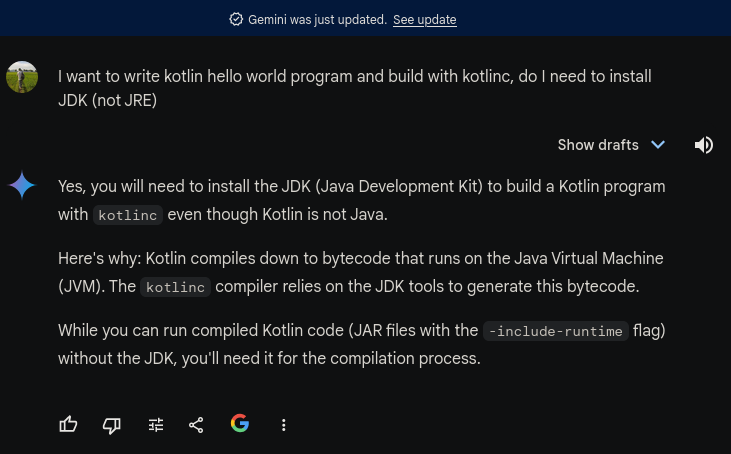 Gemini was just updated. See update
I want to write kotlin hello world program and build with kotlinc, do I need to install
JDK (not JRE)
Show drafts
Yes, you will need to install the JDK (Java Development Kit) to build a Kotlin program
with kotlinc even though Kotlin is not Java.
Here's why: Kotlin compiles down to bytecode that runs on the Java Virtual Machine
(JVM). The kotlinc compiler relies on the JDK tools to generate this bytecode.
While you can run compiled Kotlin code (JAR files with the -include-runtime flag)
without the JDK, you'll need it for the compilation process.